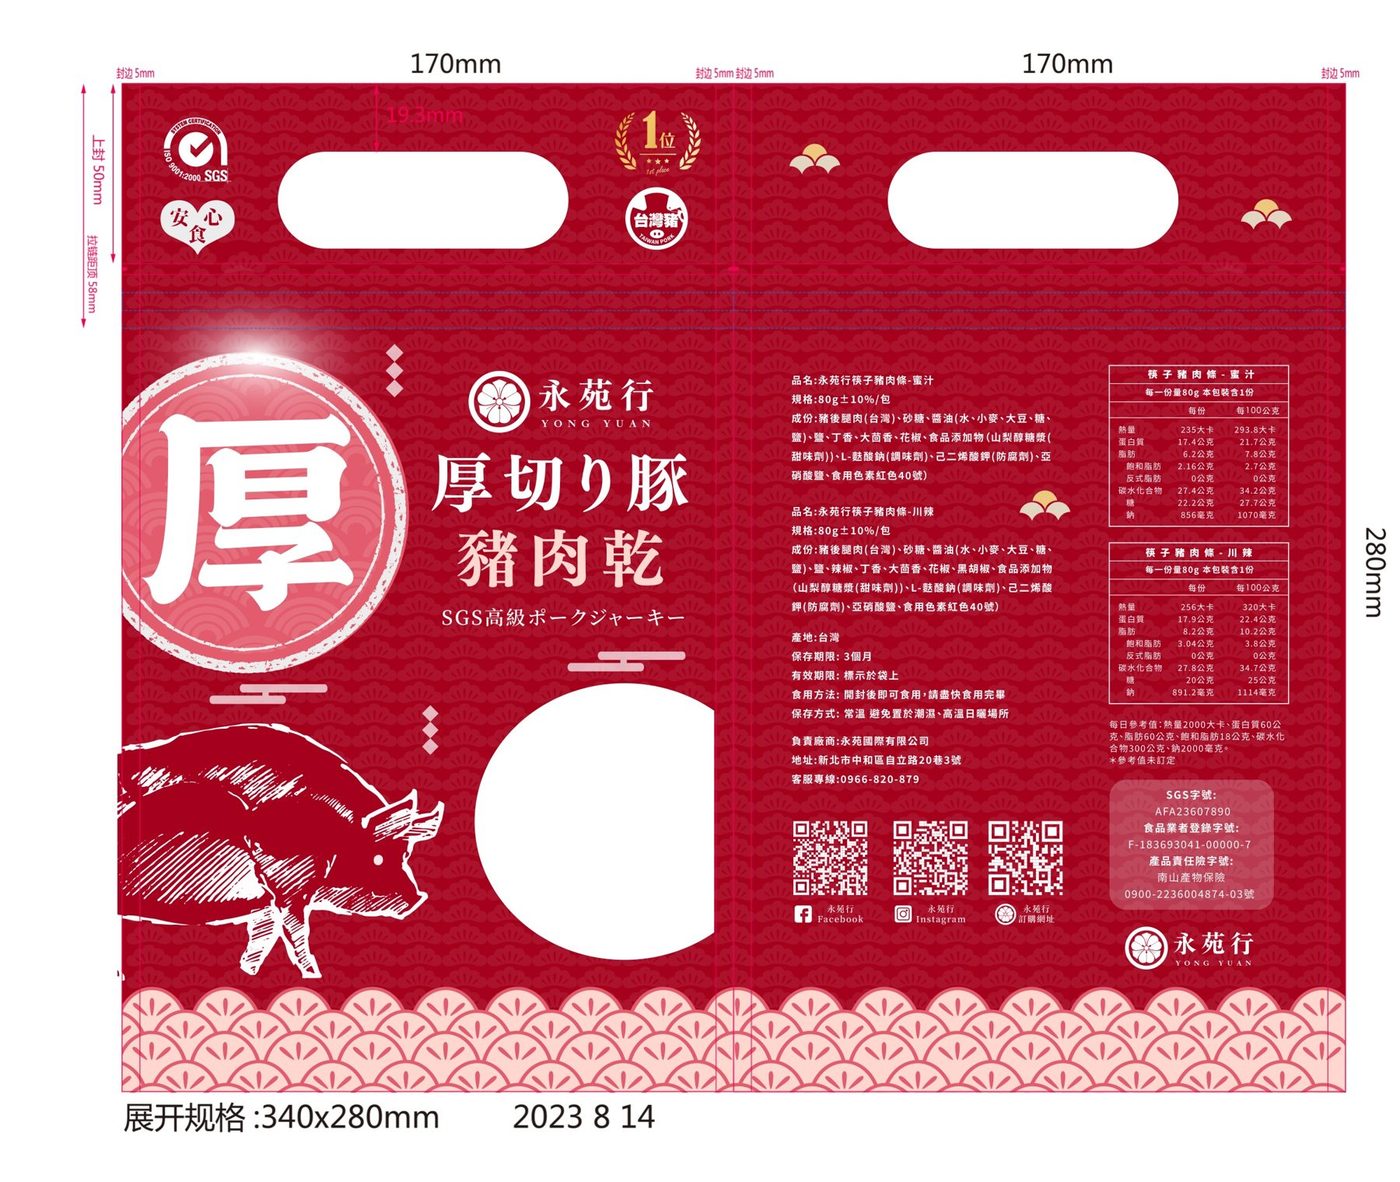 170mm
170mm
封边 5mm
封边 5mm
封边 5mm
封边 5mm
19.3mm
上封 50mm
拉链距顶 58mm
280mm
SYSTEM CERTIFICATION
ISO 9001:2000
SGS
安心
食
1位
1st place
台灣豬
TAIWAN PORK
厚
永苑行
YONG YUAN
厚切り豚
豬肉乾
SGS高級ポークジャーキー
品名:永苑行筷子豬肉條-蜜汁
規格:80g±10%/包
成份:豬後腿肉(台灣)、砂糖、醬油(水、小麥、大豆、糖、
鹽)、鹽、丁香、大茴香、花椒、食品添加物(山梨醇糖漿(
甜味劑))、L-麩酸鈉(調味劑)、己二烯酸鉀(防腐劑)、亞
硝酸鹽、食用色素紅色40號)
品名:永苑行筷子豬肉條-川辣
規格:80g±10%/包
成份:豬後腿肉(台灣)、砂糖、醬油(水、小麥、大豆、糖、
鹽)、鹽、辣椒、丁香、大茴香、花椒、黑胡椒、食品添加物
(山梨醇糖漿(甜味劑))、L-麩酸鈉(調味劑)、己二烯酸
鉀(防腐劑)、亞硝酸鹽、食用色素紅色40號)
產地:台灣
保存期限: 3個月
有效期限: 標示於袋上
食用方法: 開封後即可食用,請盡快食用完畢
保存方式: 常溫 避免置於潮濕、高溫日曬場所
負責廠商:永苑國際有限公司
地址:新北市中和區自立路20巷3號
客服專線:0966-820-879
永苑行
Facebook
永苑行
Instagram
永苑行
訂購網址
筷子豬肉條-蜜汁
每一份量80g 本包裝含1份
每份 每100公克
熱量 235大卡 293.8大卡
蛋白質 17.4公克 21.7公克
脂肪 6.2公克 7.8公克
飽和脂肪 2.16公克 2.7公克
反式脂肪 0公克 0公克
碳水化合物 27.4公克 34.2公克
糖 22.2公克 27.7公克
鈉 856毫克 1070毫克
筷子豬肉條-川辣
每一份量80g 本包裝含1份
每份 每100公克
熱量 256大卡 320大卡
蛋白質 17.9公克 22.4公克
脂肪 8.2公克 10.2公克
飽和脂肪 3.04公克 3.8公克
反式脂肪 0公克 0公克
碳水化合物 27.8公克 34.7公克
糖 20公克 25公克
鈉 891.2毫克 1114毫克
每日參考值：熱量2000大卡、蛋白質60公
克、脂肪60公克、飽和脂肪18公克、碳水化
合物300公克、鈉2000毫克。
＊參考值未訂定
SGS字號:
AFA23607890
食品業者登錄字號:
F-183693041-00000-7
產品責任險字號:
南山產物保險
0900-2236004874-03號
永苑行
YONG YUAN
展开规格 :340x280mm 2023 8 14